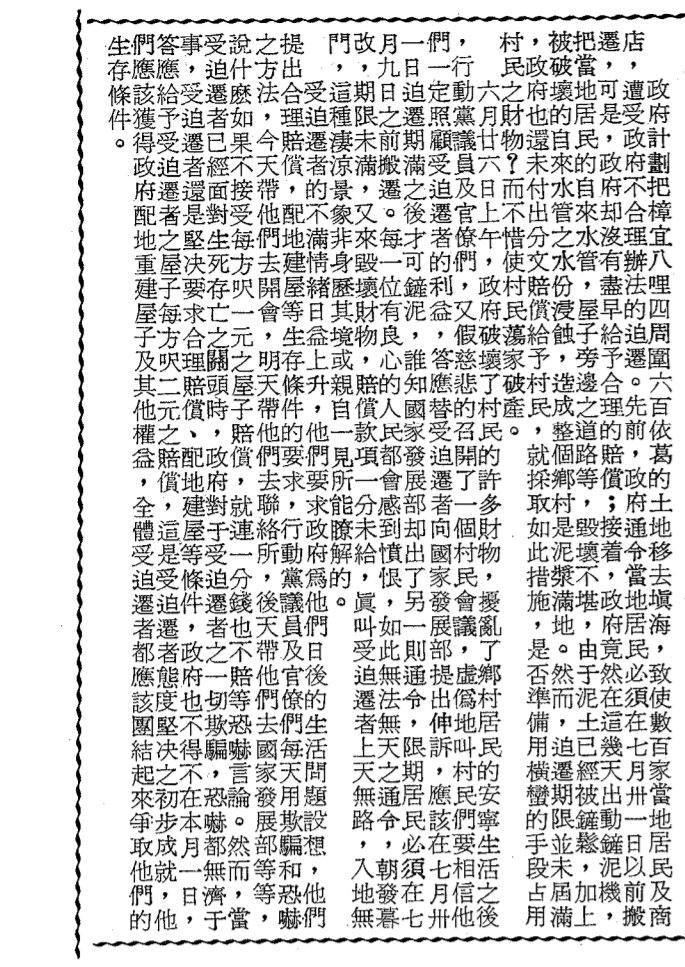 政府計劃把樟宜八哩四周圍六百依葛的土地移去塡海，致使數百家當地居民及商
店，遭受政府不合理辦法的迫遷。先前，政府通令當地居民必須在七月卅一日以前搬
遷，可是，政府却沒有盡早給予合理的賠償；接着，政府竟然在這幾天出動鏟泥機
把當地居民的自來水管，屋子旁邊之道路等，毀壞不堪。由于泥土已經被鏟鬆，加上
被破壞的自來水管之水份浸蝕，造成整個鄉村是泥漿滿地。然而，迫遷期限並未屆滿
，政府也還未付出分文賠償給予村民，就採取如此措施，是否準備用橫蠻的手段占用
村民之財物？而不惜使村民蕩家破產。
六月廿六日上午，政府破壞了村民的許多財物，擾亂了鄉村居民的安寧生活之後
，行動黨議員及官僚們，又假慈悲的召開了一個村民會議，虛僞地叫村民們要相信他
們，一定照顧受迫遷者的利益，答應替受迫遷者向國家發展部提出伸訴，應該在七月卅
一日迫遷期滿之後才可鏟泥，誰知國家發展部却出了另一則通令，限期居民必須在七
月九日之前搬遷。每一位有良心的人民都會感到憤恨，如此無法無天之通令，朝發暮
改，期限未滿，又來毀壞財物，賠償款項一分未給，眞叫受迫遷者上天無路，入地無
門，這種淒涼景象非身歷其境或親自一見所能瞭解的。
受迫遷者的不滿情緒日益上升，他們要求政府爲他們日後的生活問題設想，他們
提出合理賠償，配地建屋等生存條件的要求，行動黨議員及官僚們每天用欺騙和恐嚇
之方法，今天帶他們去開會，明天帶他們去聯絡所，後天帶他們去國家發展部等等，
說什麽如果不接受每方呎一元之屋子賠償，就連一分錢也不賠等恐嚇言論。然而，當
受迫遷者已經面對生死存亡之關頭時，政府對于受迫遷者之一切欺騙，恐嚇都無濟于
事，受迫遷者還是堅决要求合理賠償、配地建屋等條件，政府也不得不在本月一日，
答應給予受迫遷者之屋子每方呎二元之賠償，這是受迫遷者態度堅决之初步成就，他
們應該獲得政府配地重建屋子及其他權益，全體受迫遷者都應該團結起來爭取他們的
生存條件。